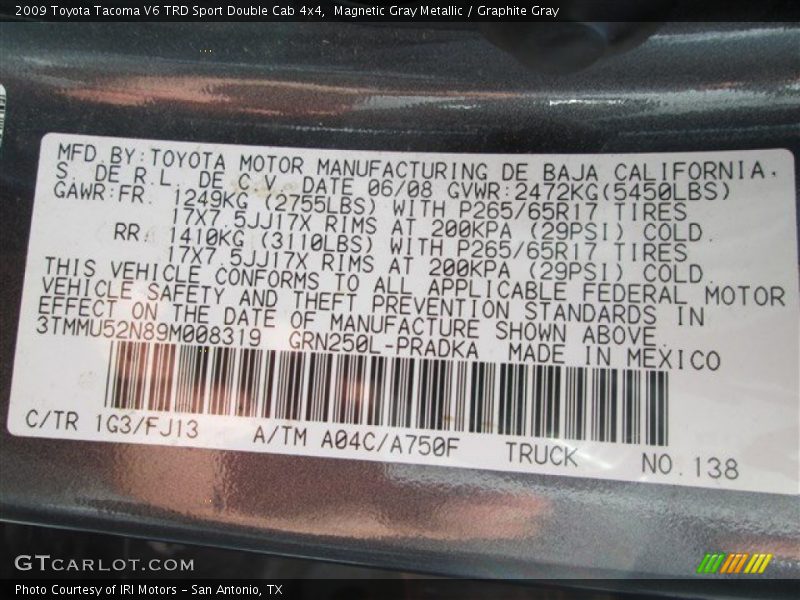 2009 Toyota Tacoma V6 TRD Sport Double Cab 4x4, Magnetic Gray Metallic / Graphite Gray
MFD.BY:TOYOTA MOTOR MANUFACTURING DE BAJA CALIFORNIA.
S. DE R.L. DE C.V. DATE 06/08 GVWR:2472KG(5450LBS)
GAWR:FR. 1249KG (2755LBS) WITH P265/65R17 TIRES
17X7.5JJ17X RIMS AT 200KPA (29PSI) COLD.
RR. 1410KG (3110LBS) WITH P265/65R17 TIRES
17X7.5JJ17X RIMS AT 200KPA (29PSI) COLD.
THIS VEHICLE CONFORMS TO ALL APPLICABLE FEDERAL MOTOR
VEHICLE SAFETY AND THEFT PREVENTION STANDARDS IN
EFFECT ON THE DATE OF MANUFACTURE SHOWN ABOVE.
3TMMU52N89M008319 GRN250L-PRADKA MADE IN MEXICO
C/TR 1G3/FJ13 A/TM A04C/A750F TRUCK NO.138
GTCARLOT.COM
Photo Courtesy of IRI Motors – San Antonio, TX